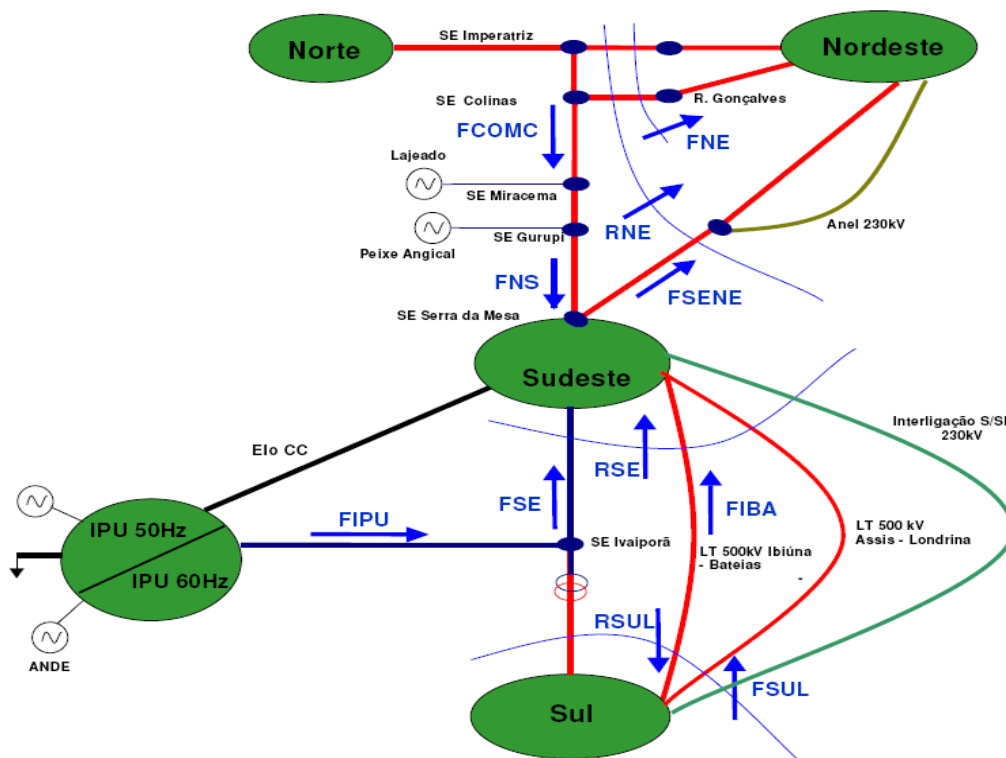 SE Imperatriz
Norte
Nordeste
SE Colinas
R. Gonçalves
FCOMC
FNE
Lajeado
SE Miracema
RNE
Anel 230kV
SE Gurupi
Peixe Angical
FNS
FSENE
SE Serra da Mesa
Sudeste
Interligação S/SE
230kV
Elo CC
RSE
FSE
FIBA
IPU 50Hz
FIPU
LT 500 kV
Assis - Londrina
SE Ivaiporã
LT 500kV Ibiúna
- Bateias
-
IPU 60Hz
RSUL
ANDE
FSUL
Sul